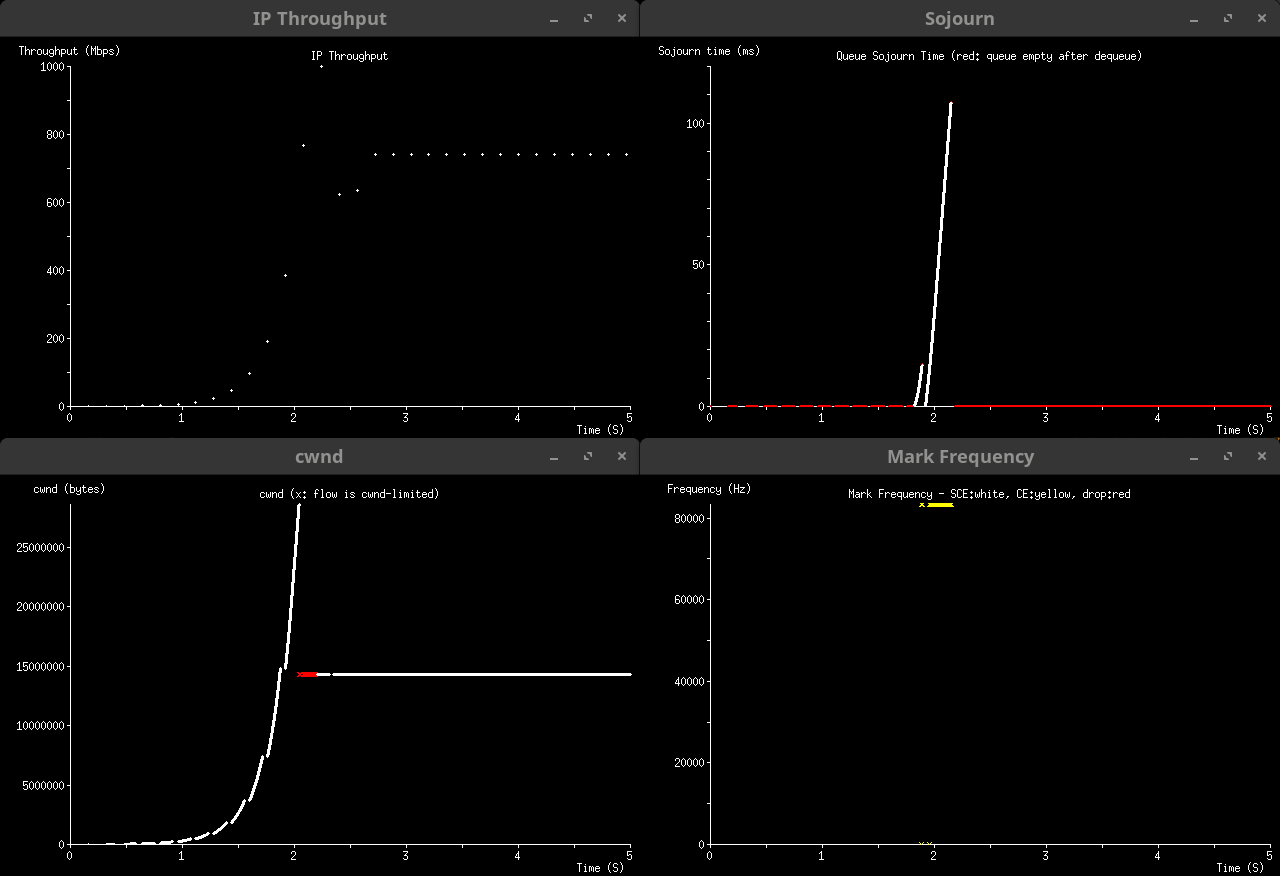 IP Throughput
Throughput (Mbps)
IP Throughput
1000
800
600
400
200
0
0 1 2 3 4 5
Time (S)
Sojourn
Sojourn time (ms)
Queue Sojourn Time (red: queue empty after dequeue)
100
50
0
0 1 2 3 4 5
Time (S)
cwnd
cwnd (bytes)
cwnd (x: flow is cwnd-limited)
25000000
20000000
15000000
10000000
5000000
0
0 1 2 3 4 5
Time (S)
Mark Frequency
Frequency (Hz)
Mark Frequency - SCE:white, CE:yellow, drop:red
80000
60000
40000
20000
0
0 1 2 3 4 5
Time (S)